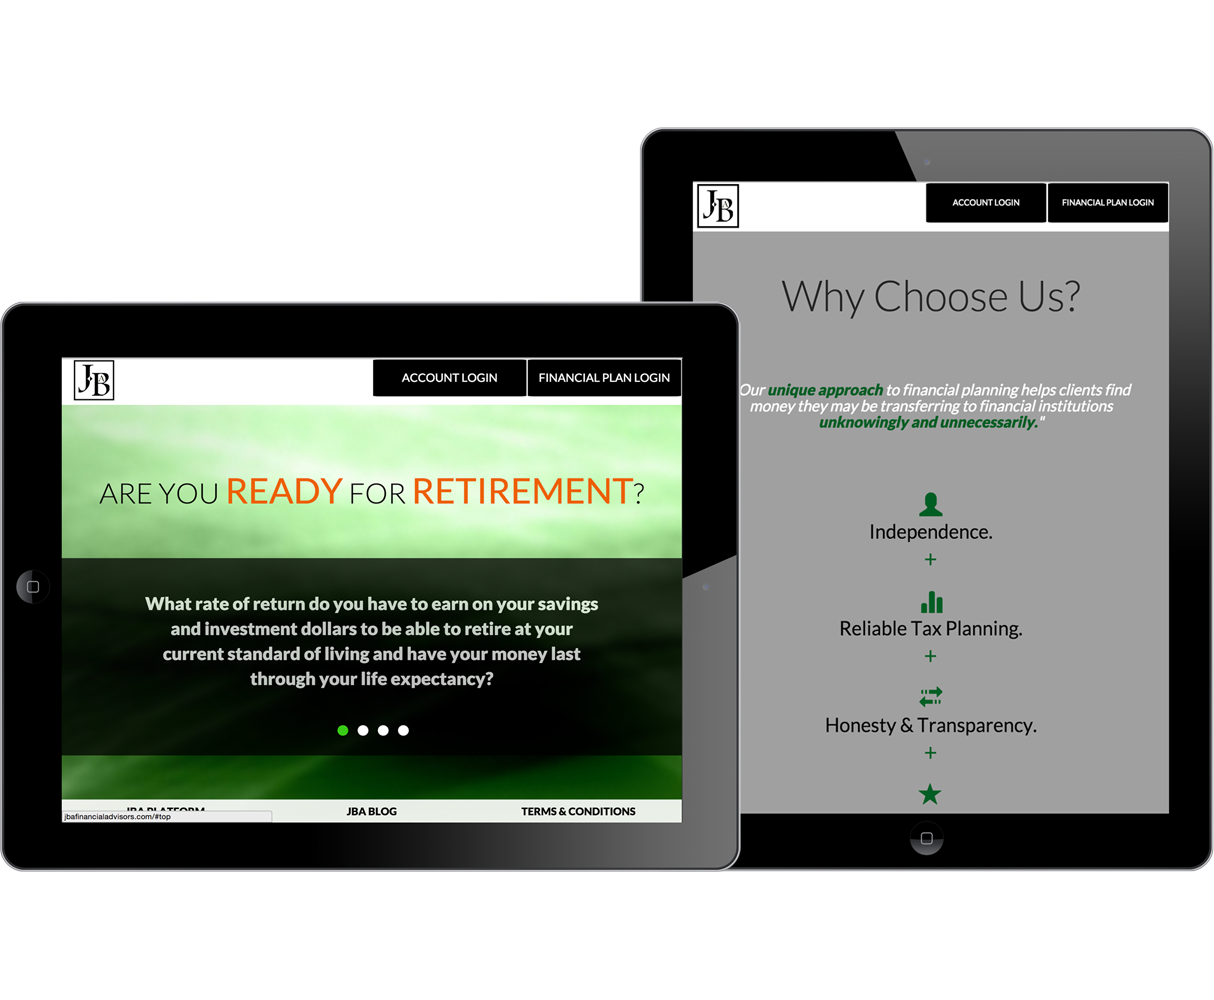 JBA
ACCOUNT LOGIN
FINANCIAL PLAN LOGIN
ARE YOU READY FOR RETIREMENT?
What rate of return do you have to earn on your savings
and investment dollars to be able to retire at your
current standard of living and have your money last
through your life expectancy?
JBA PLATFORM
JBA BLOG
TERMS & CONDITIONS
jbafinancialadvisors.com/#top
JBA
ACCOUNT LOGIN
FINANCIAL PLAN LOGIN
Why Choose Us?
Our unique approach to financial planning helps clients find
money they may be transferring to financial institutions
unknowingly and unnecessarily."
Independence.
+
Reliable Tax Planning.
+
Honesty & Transparency.
+